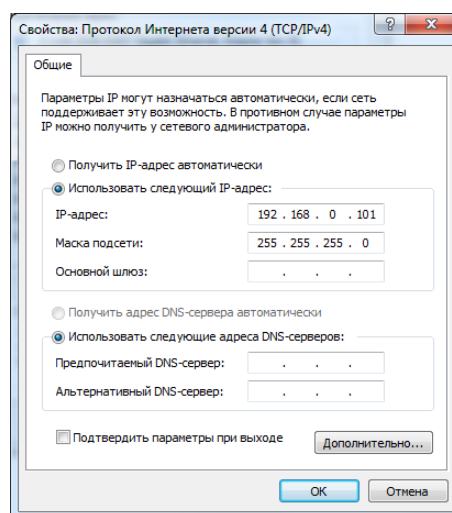 Свойства: Протокол Интернета версии 4 (TCP/IPv4)
Общие
Параметры IP могут назначаться автоматически, если сеть
поддерживает эту возможность. В противном случае параметры
IP можно получить у сетевого администратора.
Получить IP-адрес автоматически
Использовать следующий IP-адрес:
IP-адрес: 192 . 168 . 0 . 101
Маска подсети: 255 . 255 . 255 . 0
Основной шлюз: . . .
Получить адрес DNS-сервера автоматически
Использовать следующие адреса DNS-серверов:
Предпочитаемый DNS-сервер: . . .
Альтернативный DNS-сервер: . . .
Подтвердить параметры при выходе
Дополнительно...
ОК Отмена